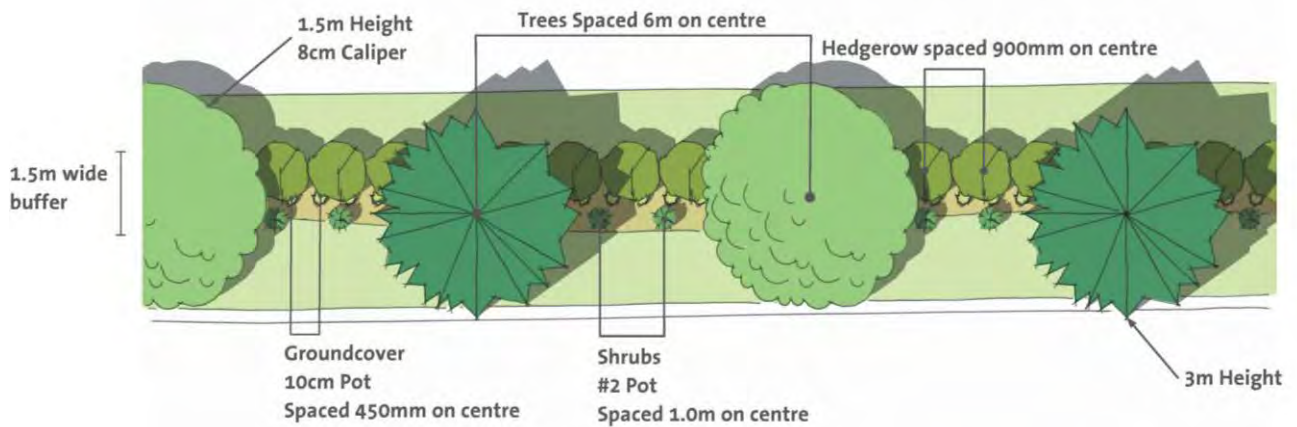 1.5m Height
8cm Caliper
Trees Spaced 6m on centre
Hedgerow spaced 900mm on centre
1.5m wide
buffer
Groundcover
10cm Pot
Spaced 450mm on centre
Shrubs
#2 Pot
Spaced 1.0m on centre
3m Height